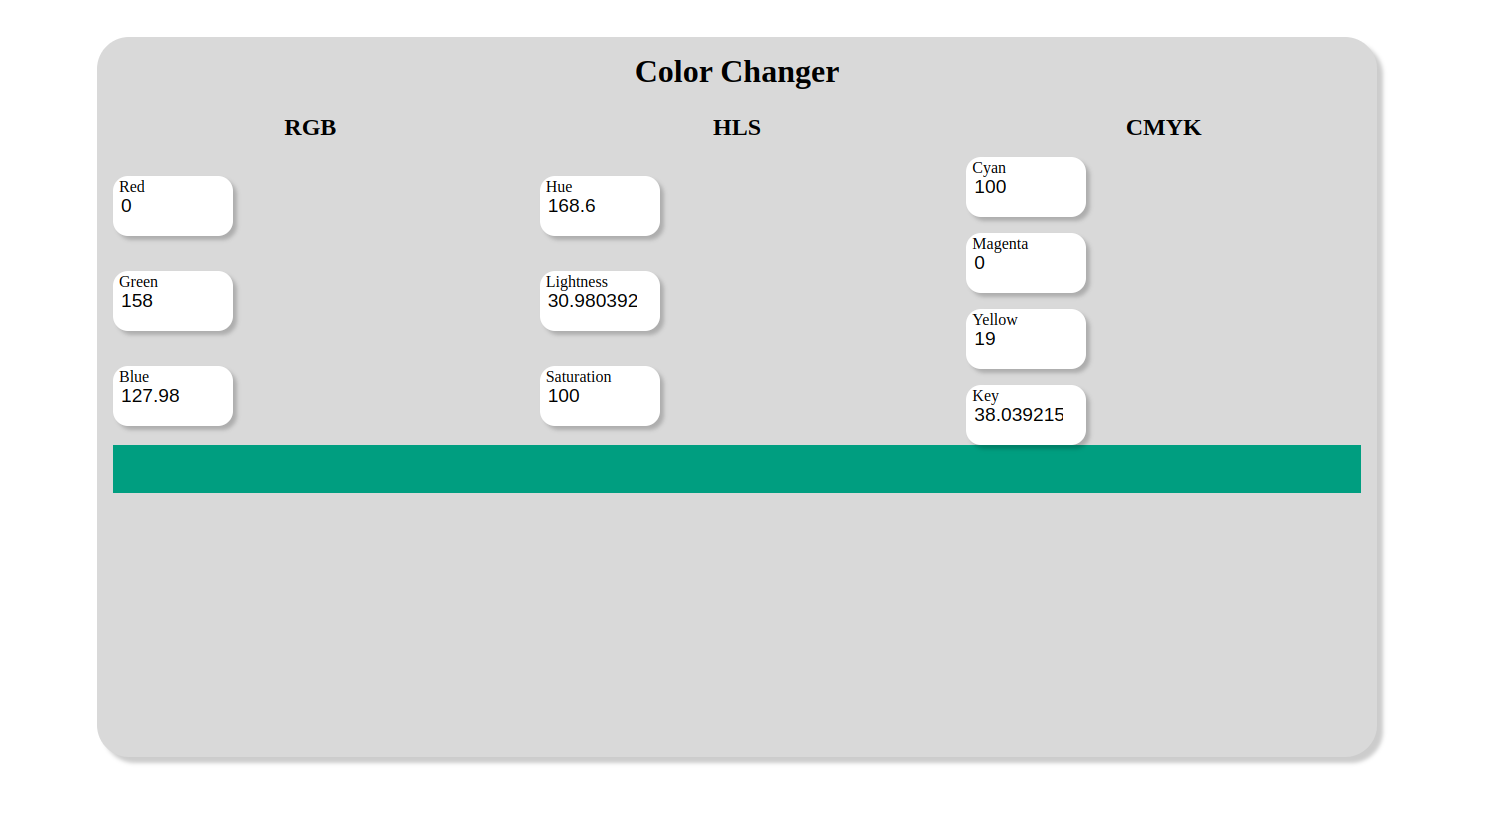 Color Changer
RGB
Red
0
Green
158
Blue
127.98
HLS
Hue
168.6
Lightness
30.980392
Saturation
100
CMYK
Cyan
100
Magenta
0
Yellow
19
Key
38.039215